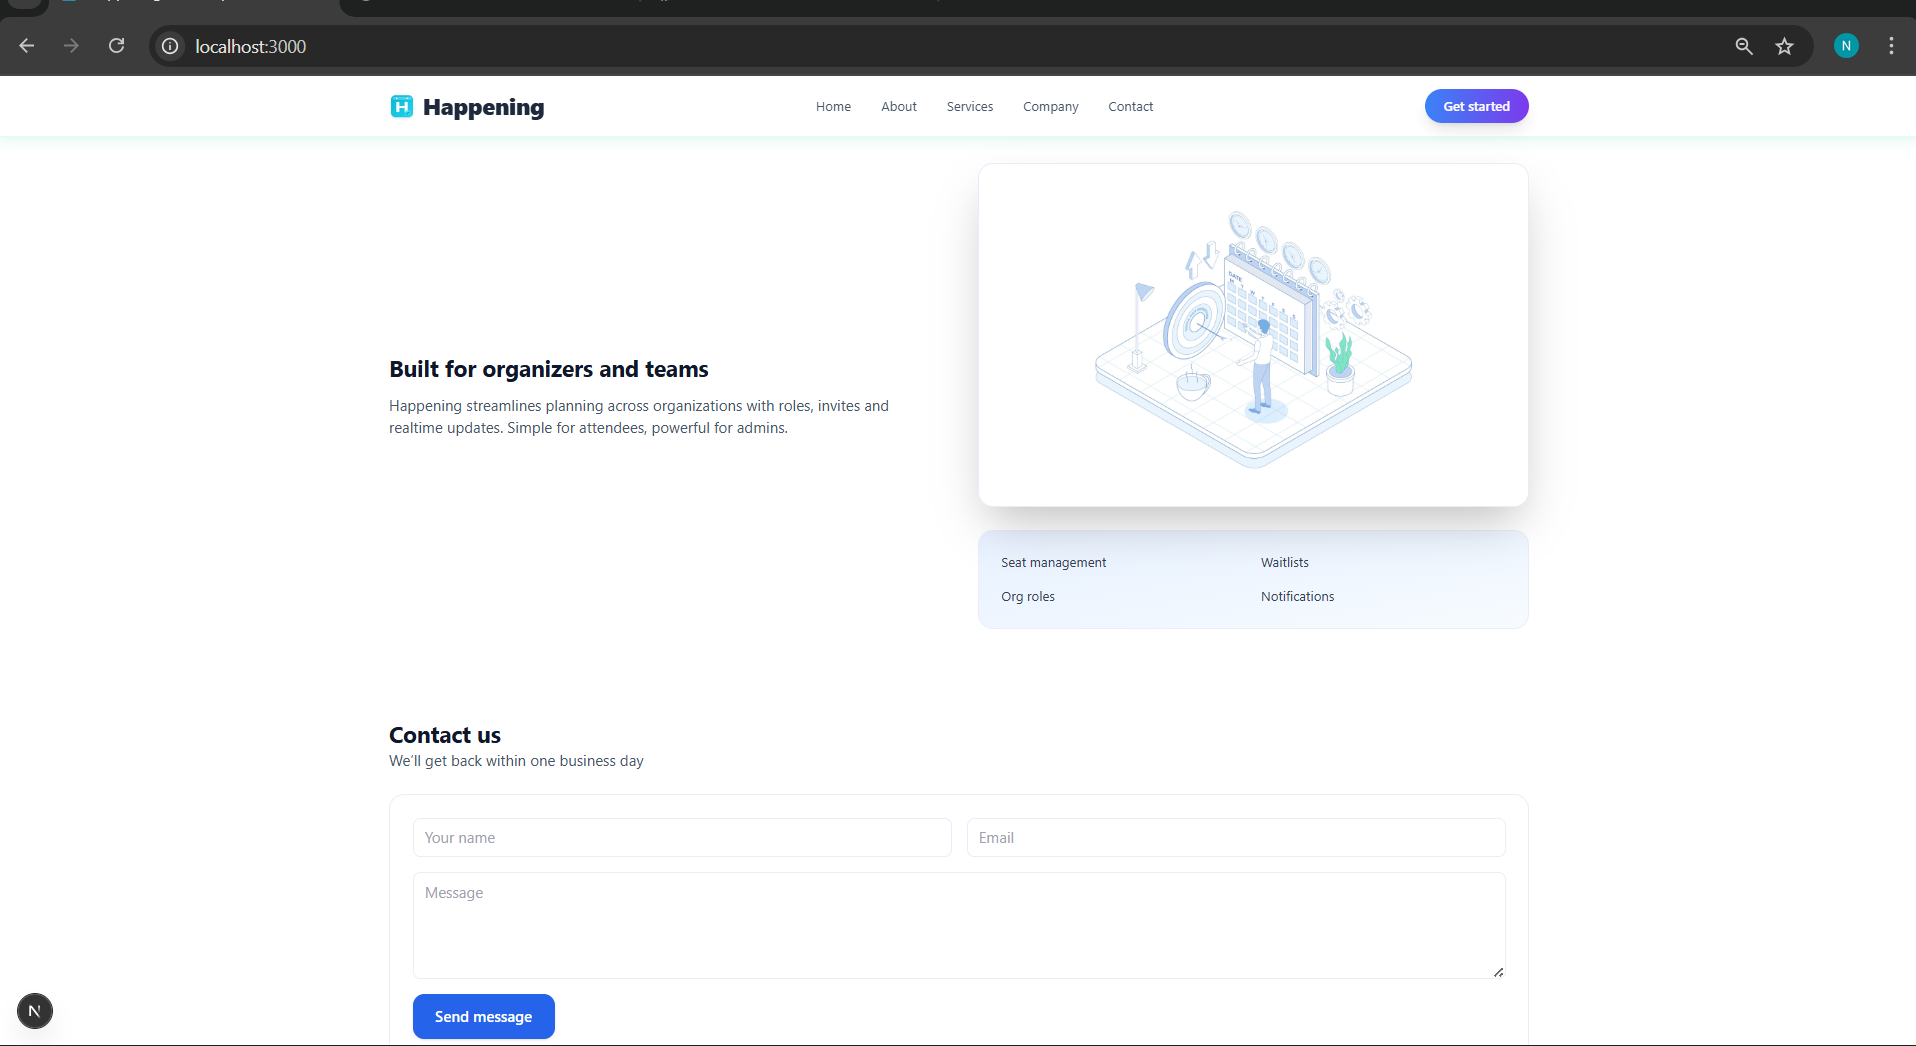 localhost:3000
N
H
Happening
Home
About
Services
Company
Contact
Get started
DATE
Built for organizers and teams
Happening streamlines planning across organizations with roles, invites and
realtime updates. Simple for attendees, powerful for admins.
Seat management
Waitlists
Org roles
Notifications
Contact us
We'll get back within one business day
Your name
Email
Message
Send message
N